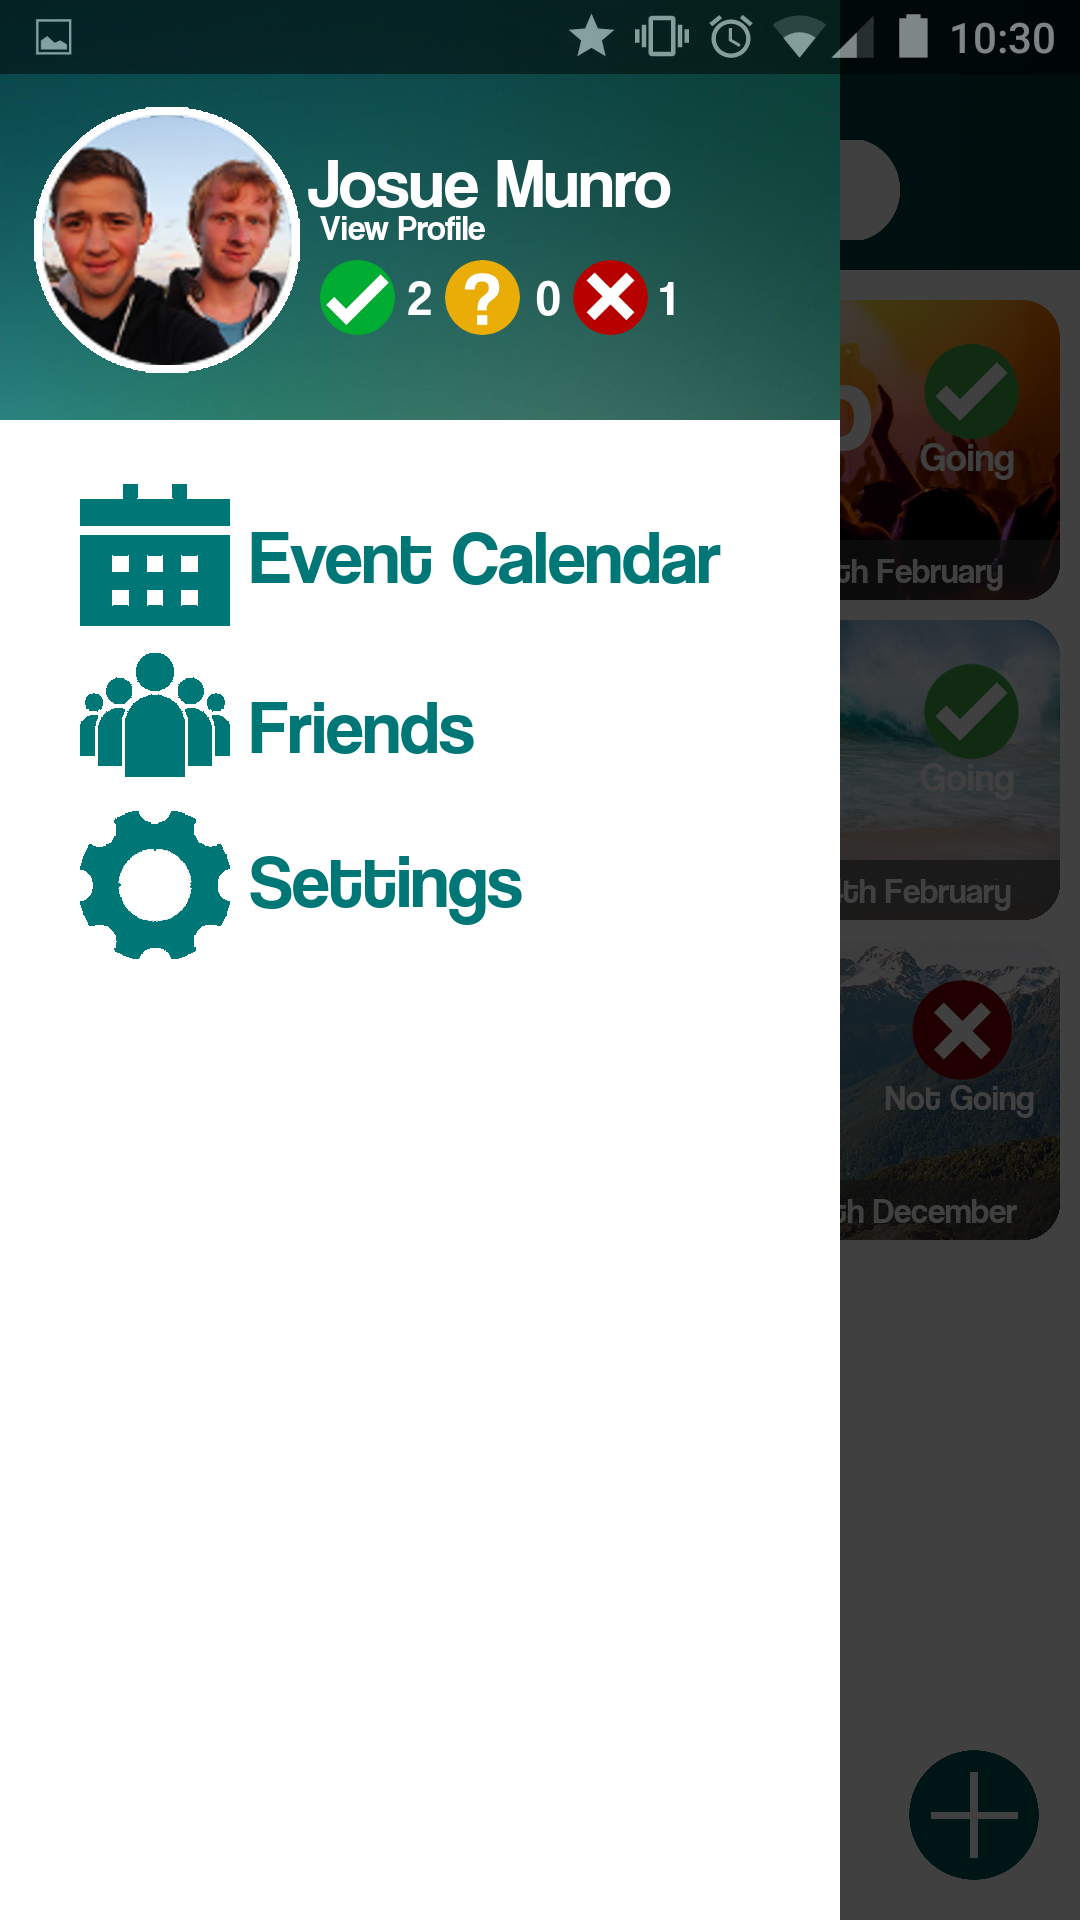 10:30
Josue Munro
View Profile
2 ? 0 1
Going
th February
Event Calendar
Friends
Settings
Going
th February
Not Going
th December